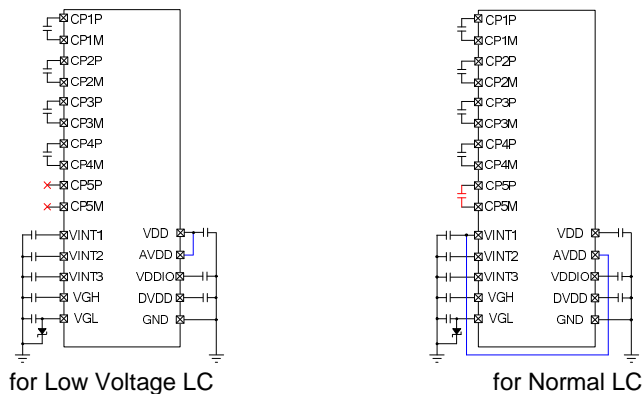 CP1P
CP1M
CP2P
CP2M
CP3P
CP3M
CP4P
CP4M
CP5P
CP5M
VINT1
VINT2
VINT3
VGH
VGL
VDD
AVDD
VDDIO
DVDD
GND
for Low Voltage LC
CP1P
CP1M
CP2P
CP2M
CP3P
CP3M
CP4P
CP4M
CP5P
CP5M
VINT1
VINT2
VINT3
VGH
VGL
VDD
AVDD
VDDIO
DVDD
GND
for Normal LC